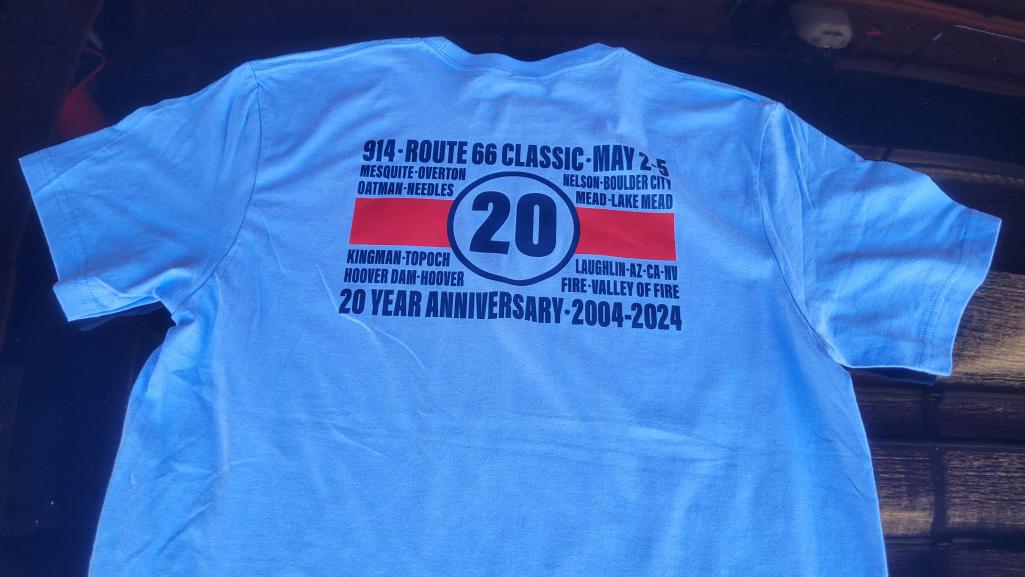 914·ROUTE 66 CLASSIC·MAY 2-5
MESQUITE-OVERTON
OATMAN-NEEDLES
NELSON-BOULDER CITY
MEAD-LAKE MEAD
20
KINGMAN-TOPOCH
HOOVER DAM-HOOVER
LAUGHLIN-AZ-CA-NV
FIRE-VALLEY OF FIRE
20 YEAR ANNIVERSARY·2004-2024